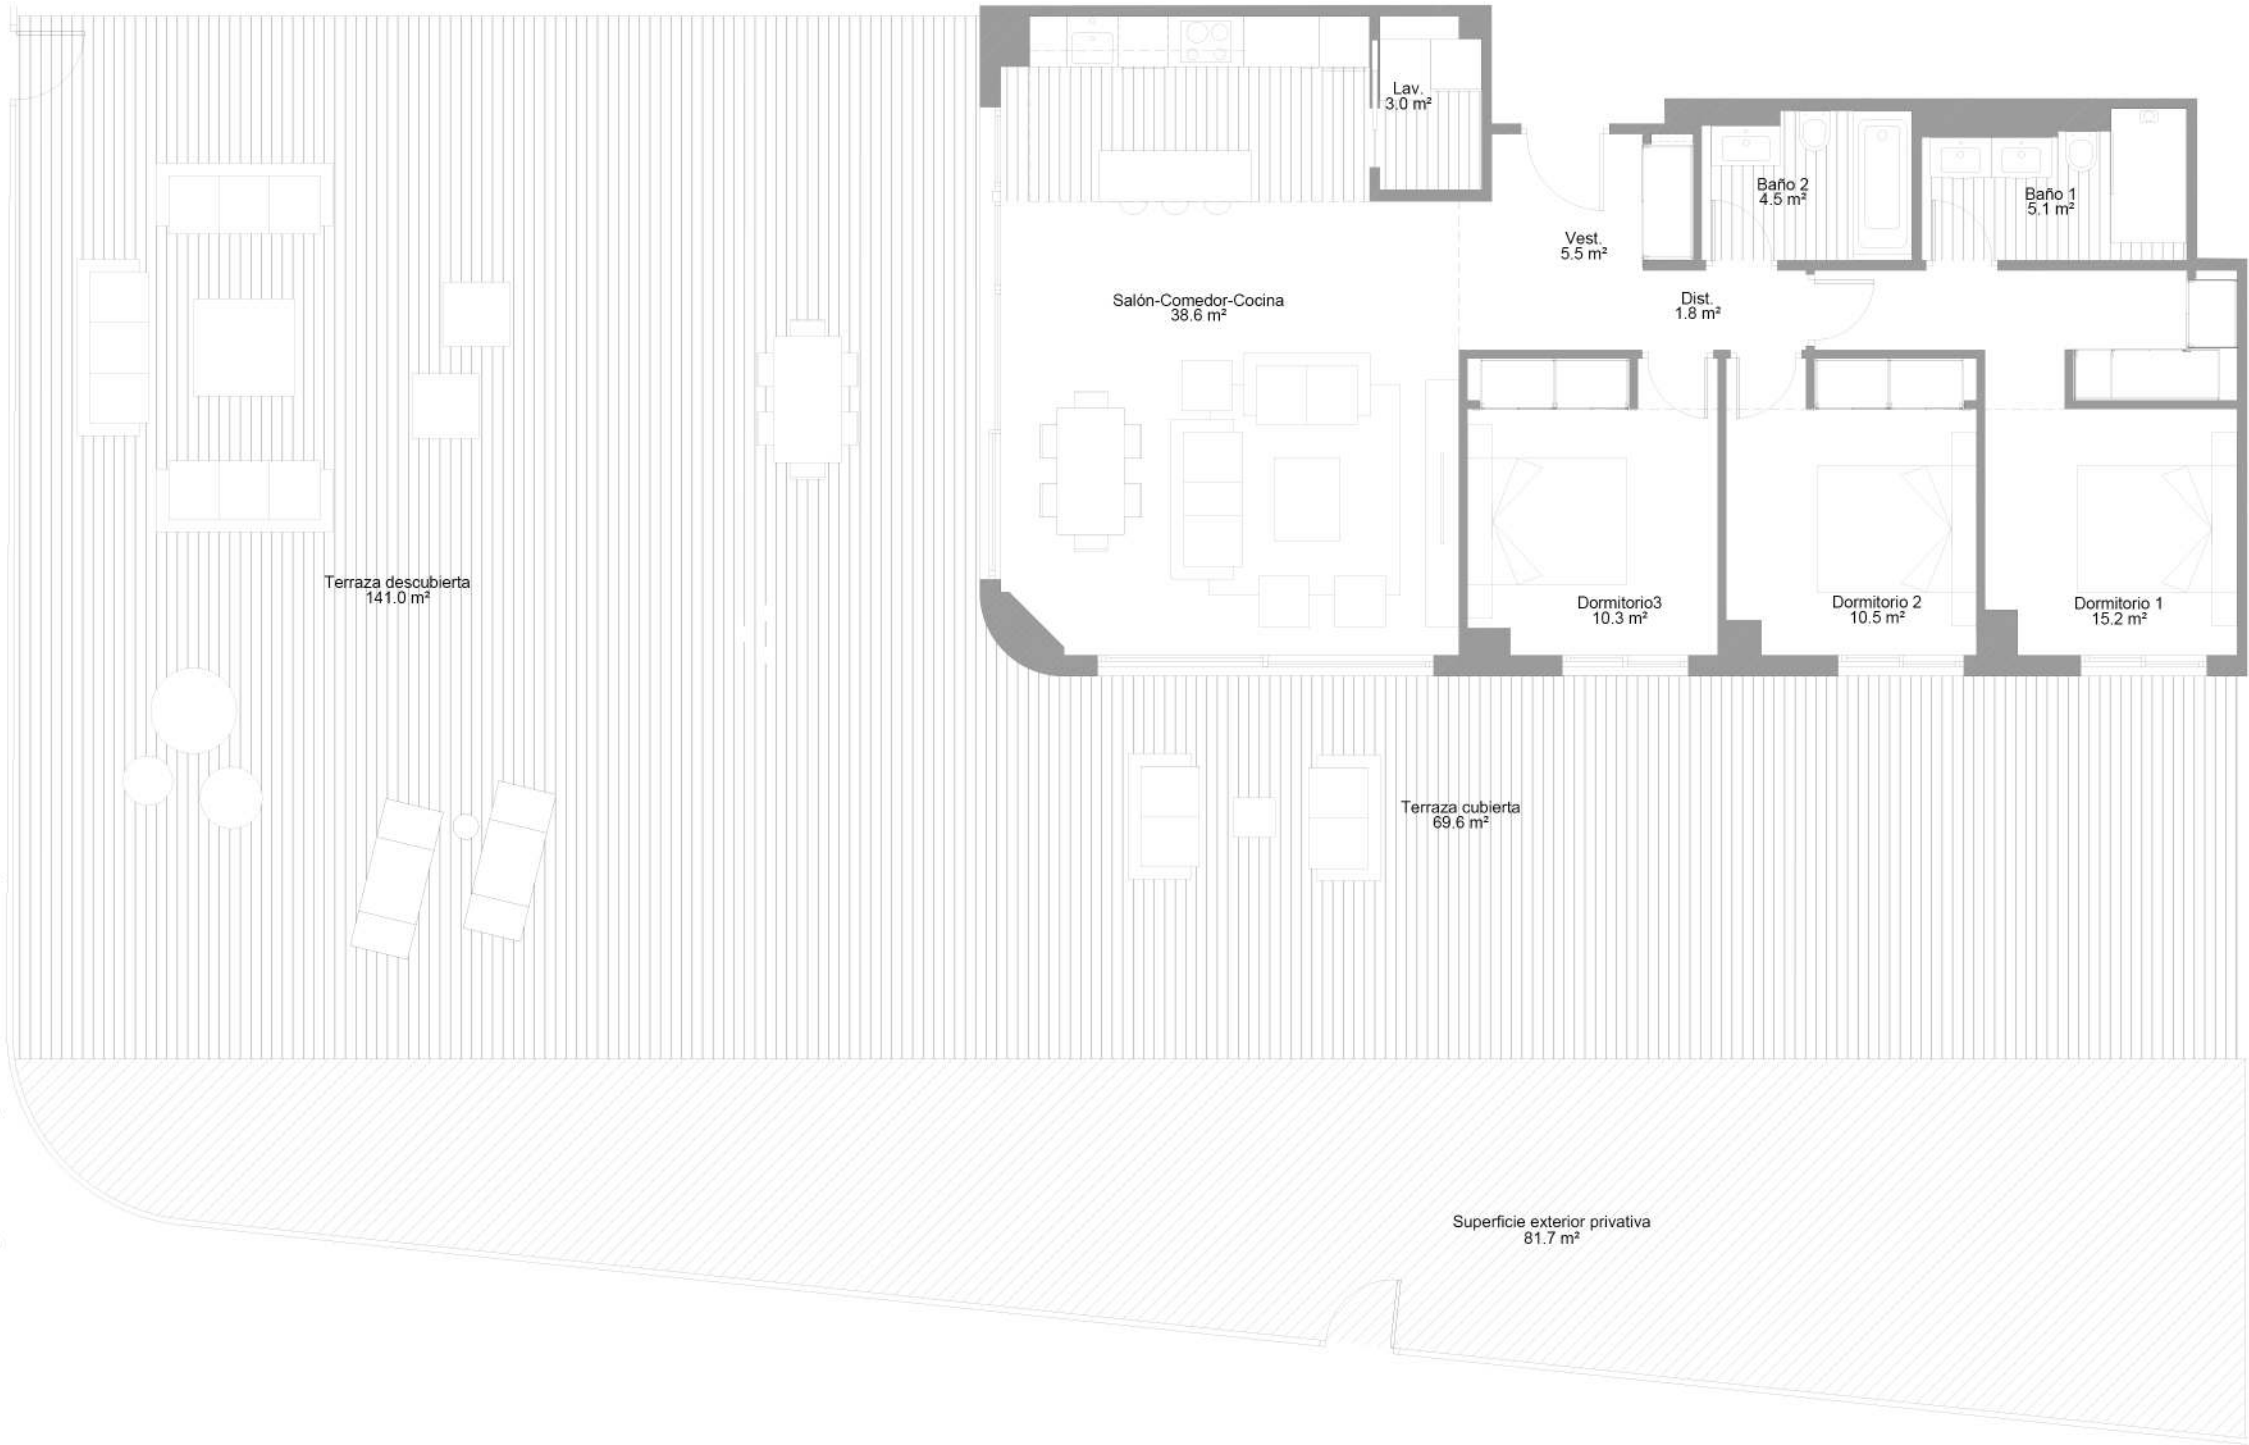 Lav.
3.0 m²
Baño 2
4.5 m²
Baño 1
5.1 m²
Vest.
5.5 m²
Salón-Comedor-Cocina
38.6 m²
Dist.
1.8 m²
Terraza descubierta
141.0 m²
Dormitorio3
10.3 m²
Dormitorio 2
10.5 m²
Dormitorio 1
15.2 m²
Terraza cubierta
69.6 m²
Superficie exterior privativa
81.7 m²